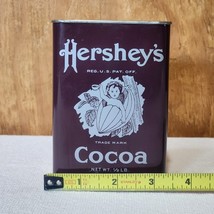 Hershey's
REG. U.S. PAT. OFF.
TRADE MARK
Cocoa
NET WT. ½ LB.
1 2 3 4